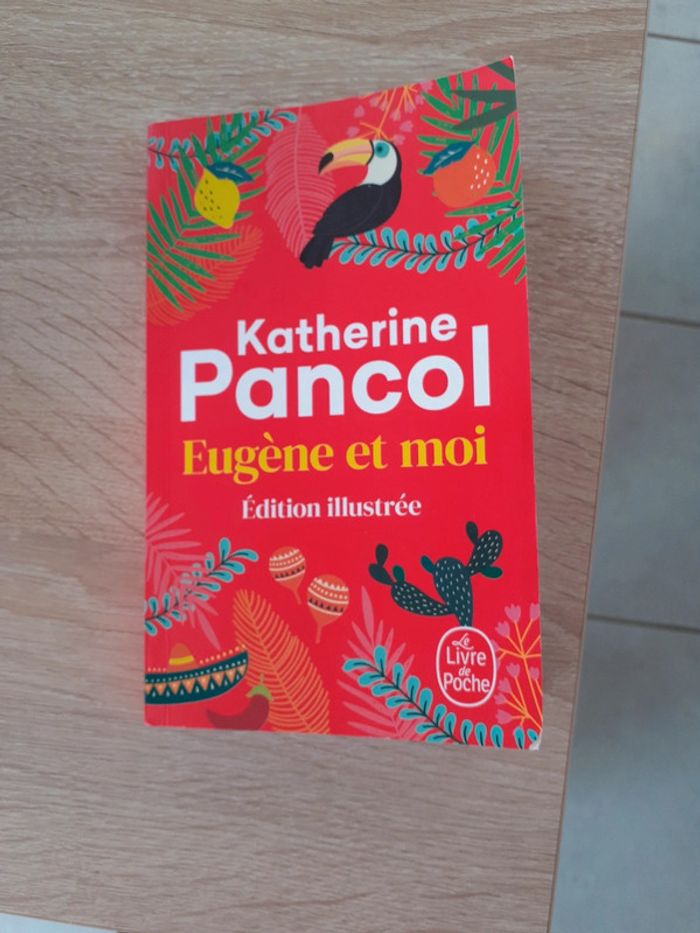 Katherine
Pancol
Eugène et moi
Édition illustrée
Le
Livre
de
Poche